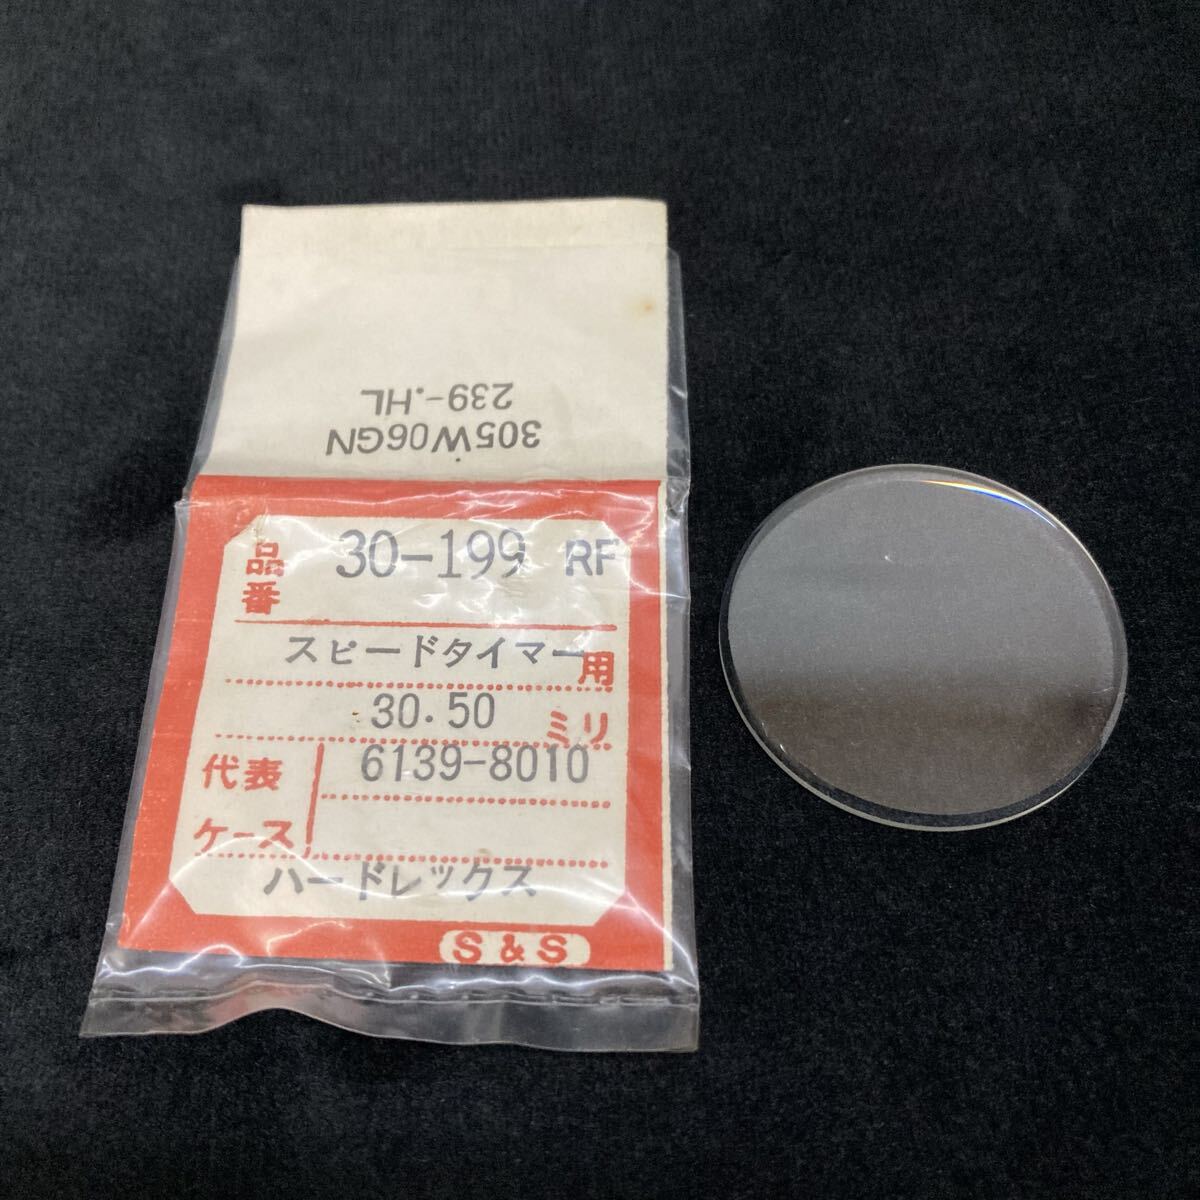 305W06GN
239-.HL
品番 30-199 RF
スピードタイマー用
30.50 ミリ
代表ケース 6139-8010
ハードレックス
S & S